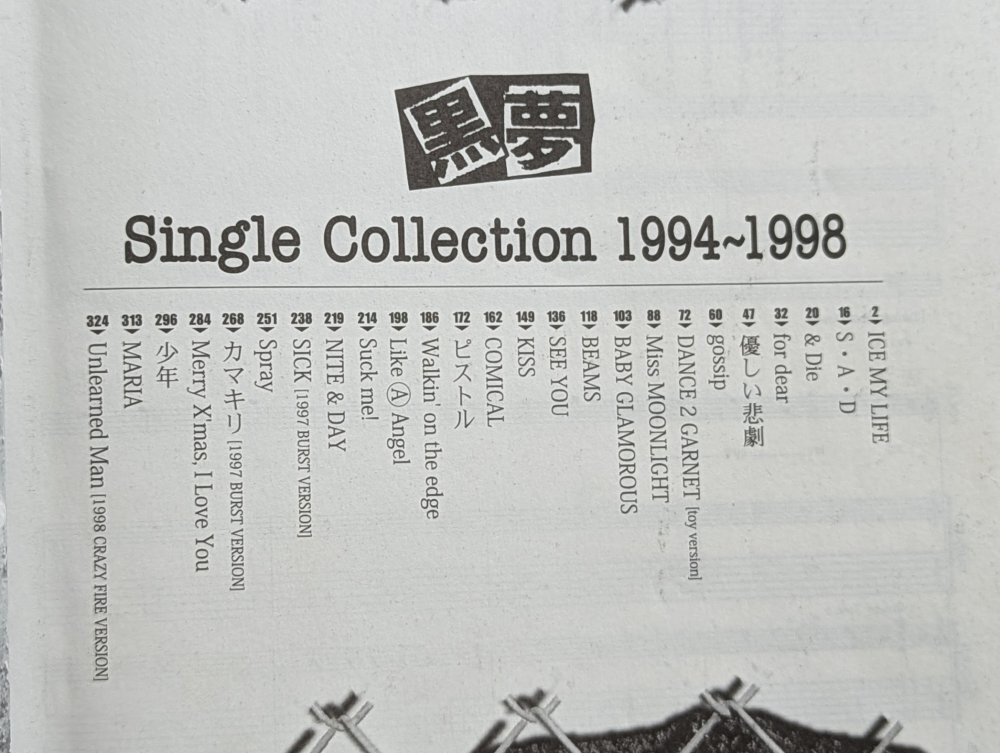 黒夢
Single Collection 1994~1998
2 ICE MY LIFE
16 S・A・D
20 & Die
32 for dear
47 優しい悲劇
60 gossip
72 DANCE 2 GARNET [toy version]
88 Miss MOONLIGHT
103 BABY GLAMOROUS
118 BEAMS
136 SEE YOU
149 KISS
162 COMICAL
172 ピストル
186 Walkin' on the edge
198 Like Ⓐ Angel
214 Suck me!
219 NITE & DAY
238 SICK [1997 BURST VERSION]
251 Spray
268 カマキリ [1997 BURST VERSION]
284 Merry X'mas, I Love You
296 少年
313 MARIA
324 Unlearned Man [1998 CRAZY FIRE VERSION]